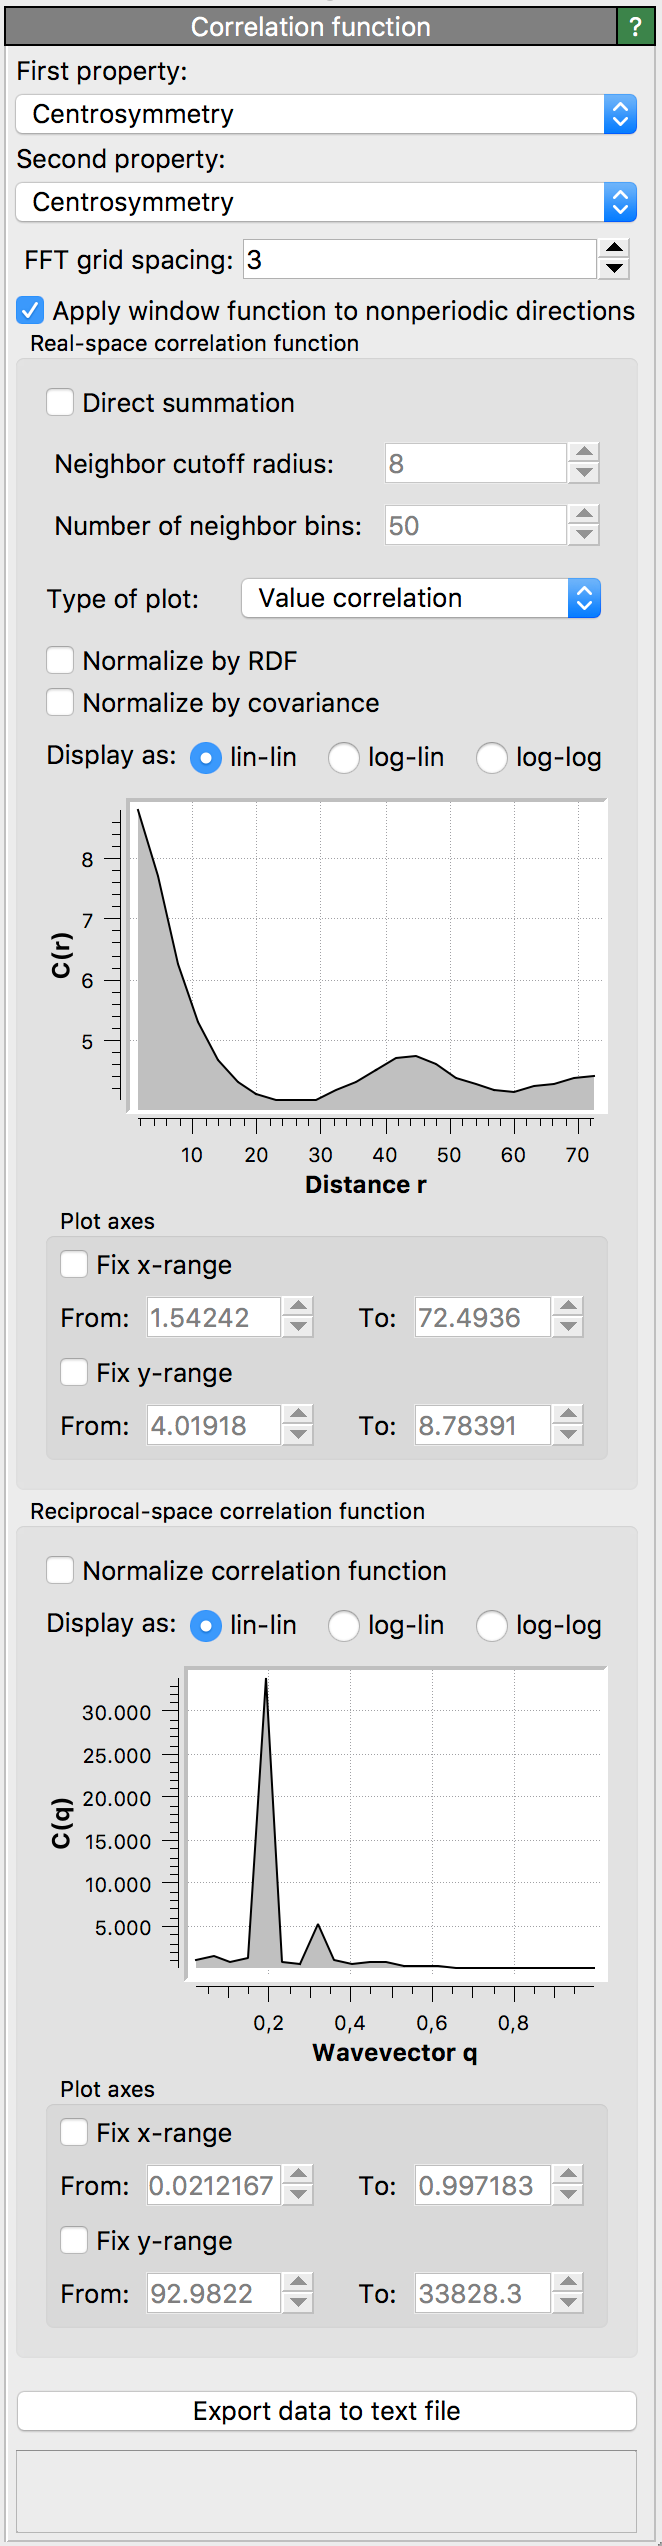 Correlation function ?
First property:
Centrosymmetry
Second property:
Centrosymmetry
FFT grid spacing: 3
Apply window function to nonperiodic directions
Real-space correlation function
Direct summation
Neighbor cutoff radius: 8
Number of neighbor bins: 50
Type of plot: Value correlation
Normalize by RDF
Normalize by covariance
Display as: lin-lin log-lin log-log
8
7
6
5
C(r)
10 20 30 40 50 60 70
Distance r
Plot axes
Fix x-range
From: 1.54242 To: 72.4936
Fix y-range
From: 4.01918 To: 8.78391
Reciprocal-space correlation function
Normalize correlation function
Display as: lin-lin log-lin log-log
30.000
25.000
20.000
15.000
10.000
5.000
C(q)
0,2 0,4 0,6 0,8
Wavevector q
Plot axes
Fix x-range
From: 0.0212167 To: 0.997183
Fix y-range
From: 92.9822 To: 33828.3
Export data to text file